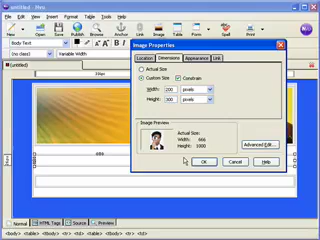 untitled - Nvu
File Edit View Insert Format Table Tools Help
New Open Save Publish Browse Anchor Link Image Table Form Spell Print
Body Text
(no class) Variable Width
(untitled)
Image Properties
Location Dimensions Appearance Link
Actual Size
Custom Size Constrain
Width: 200 pixels
Height: 300 pixels
Image Preview
Actual Size:
Width: 666
Height: 1000
Advanced Edit...
OK Cancel Help
Normal HTML Tags Source Preview
<body> <table> <tbody> <tr> <td> <table> <tbody> <tr> <td>